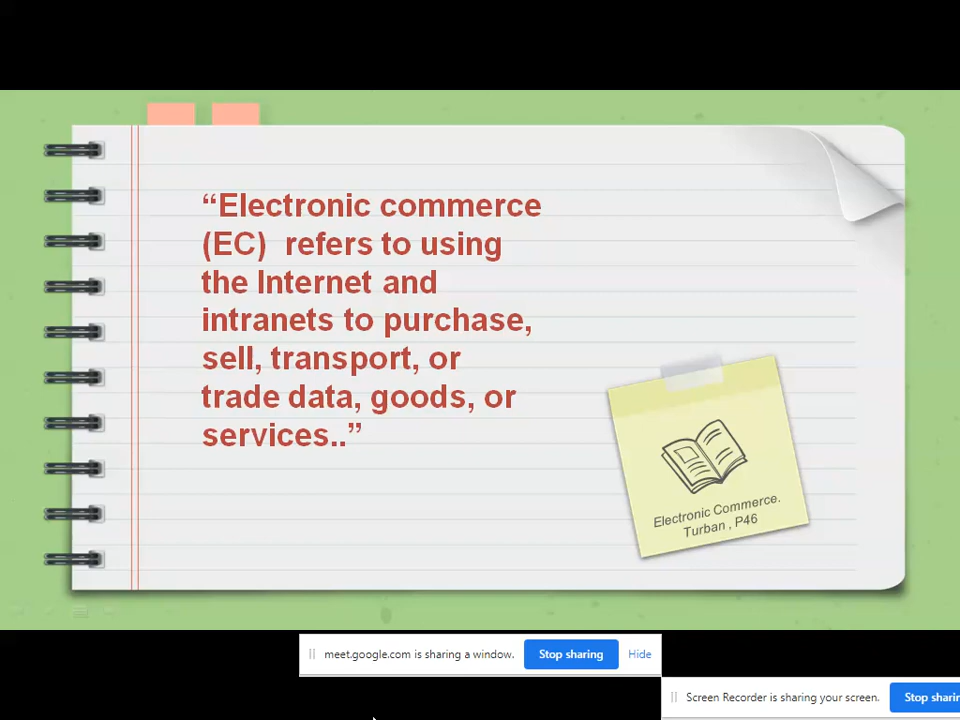 “Electronic commerce
(EC)  refers to using
the Internet and
intranets to purchase,
sell, transport, or
trade data, goods, or
services..”
Electronic Commerce.
Turban , P46
meet.google.com is sharing a window.
Stop sharing
Hide
Screen Recorder is sharing your screen.
Stop sharin